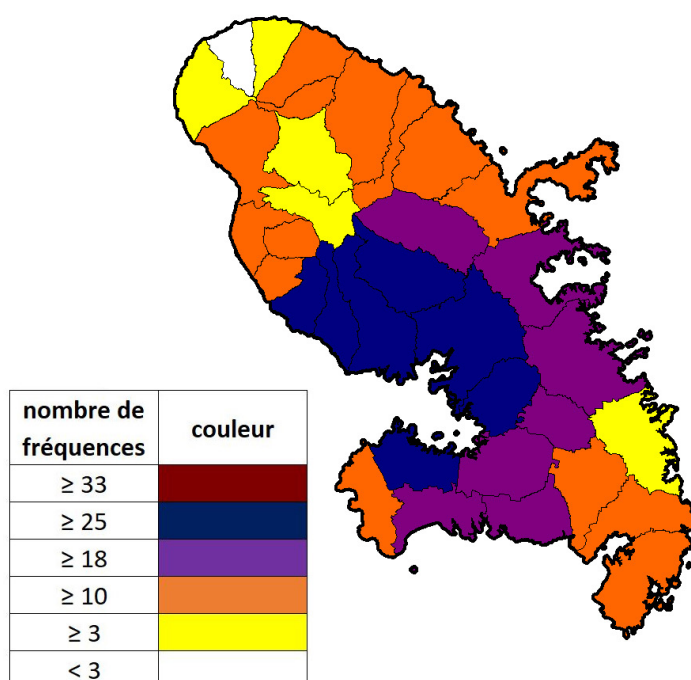 nombre de
fréquences
couleur
≥ 33
≥ 25
≥ 18
≥ 10
≥ 3
< 3